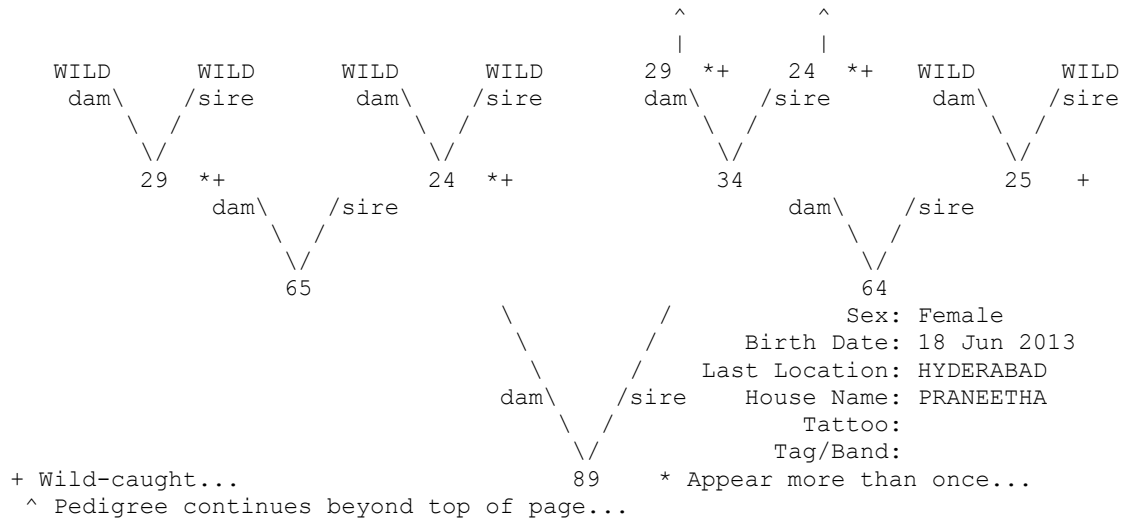 ^ ^
| |
WILD WILD WILD WILD 29 *+ 24 *+ WILD WILD
dam\ /sire dam\ /sire dam\ /sire dam\ /sire
\ / \ / \ / \ /
\/ \/ \/ \/
29 *+ 24 *+ 34 25 +
dam\ /sire dam\ /sire
\ / \ /
\/ \/
65 64
\ / Sex: Female
\ / Birth Date: 18 Jun 2013
\ / Last Location: HYDERABAD
dam\ /sire House Name: PRANEETHA
\ / Tattoo:
\/ Tag/Band:
+ Wild-caught... 89 * Appear more than once...
^ Pedigree continues beyond top of page...